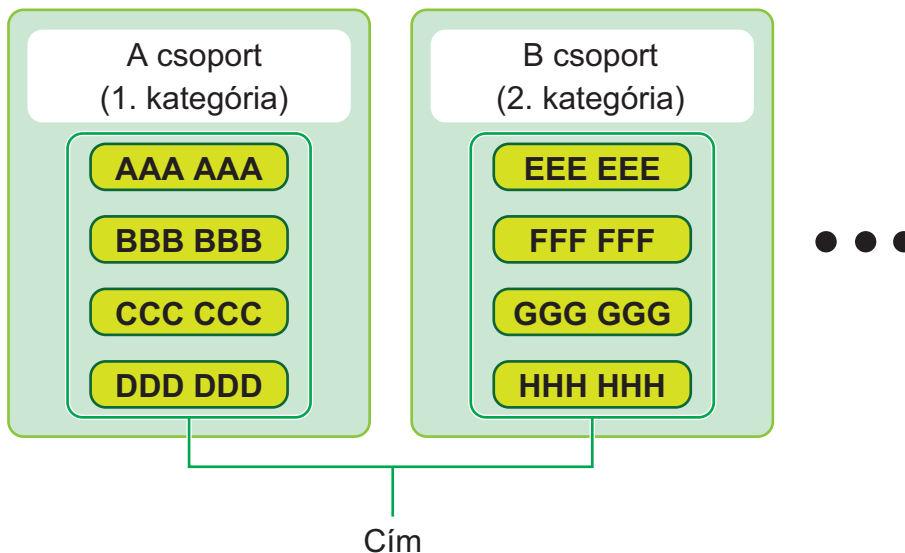 A csoport
(1. kategória)
AAA AAA
BBB BBB
CCC CCC
DDD DDD
B csoport
(2. kategória)
EEE EEE
FFF FFF
GGG GGG
HHH HHH
Cím